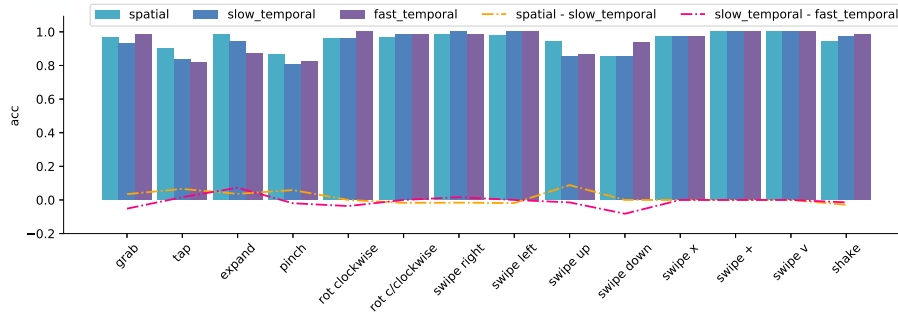 spatial slow_temporal fast_temporal spatial - slow_temporal slow_temporal - fast_temporal
1.0
0.8
0.6
0.4
0.2
0.0
−0.2
acc
grab tap expand pinch rot clockwise rot c/clockwise swipe right swipe left swipe up swipe down swipe x swipe + swipe v shake